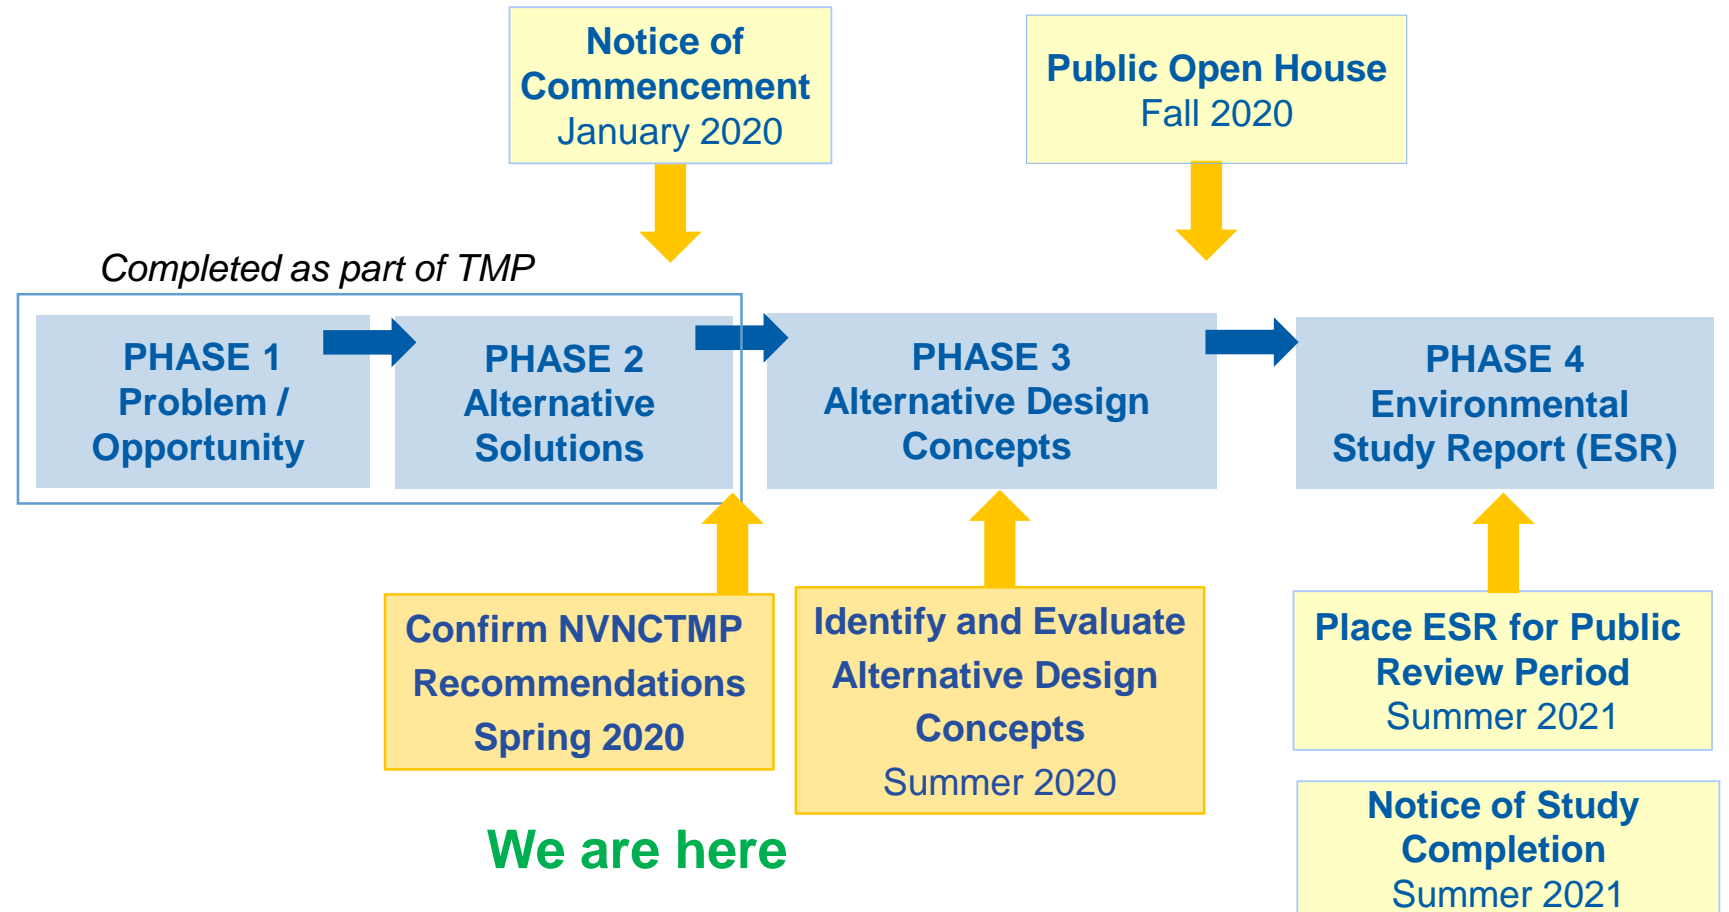 Notice of
Commencement
January 2020
Public Open House
Fall 2020
Completed as part of TMP
PHASE 1
Problem /
Opportunity
PHASE 2
Alternative
Solutions
PHASE 3
Alternative Design
Concepts
PHASE 4
Environmental
Study Report (ESR)
Confirm NVNCTMP
Recommendations
Spring 2020
Identify and Evaluate
Alternative Design
Concepts
Summer 2020
Place ESR for Public
Review Period
Summer 2021
Notice of Study
Completion
Summer 2021
We are here